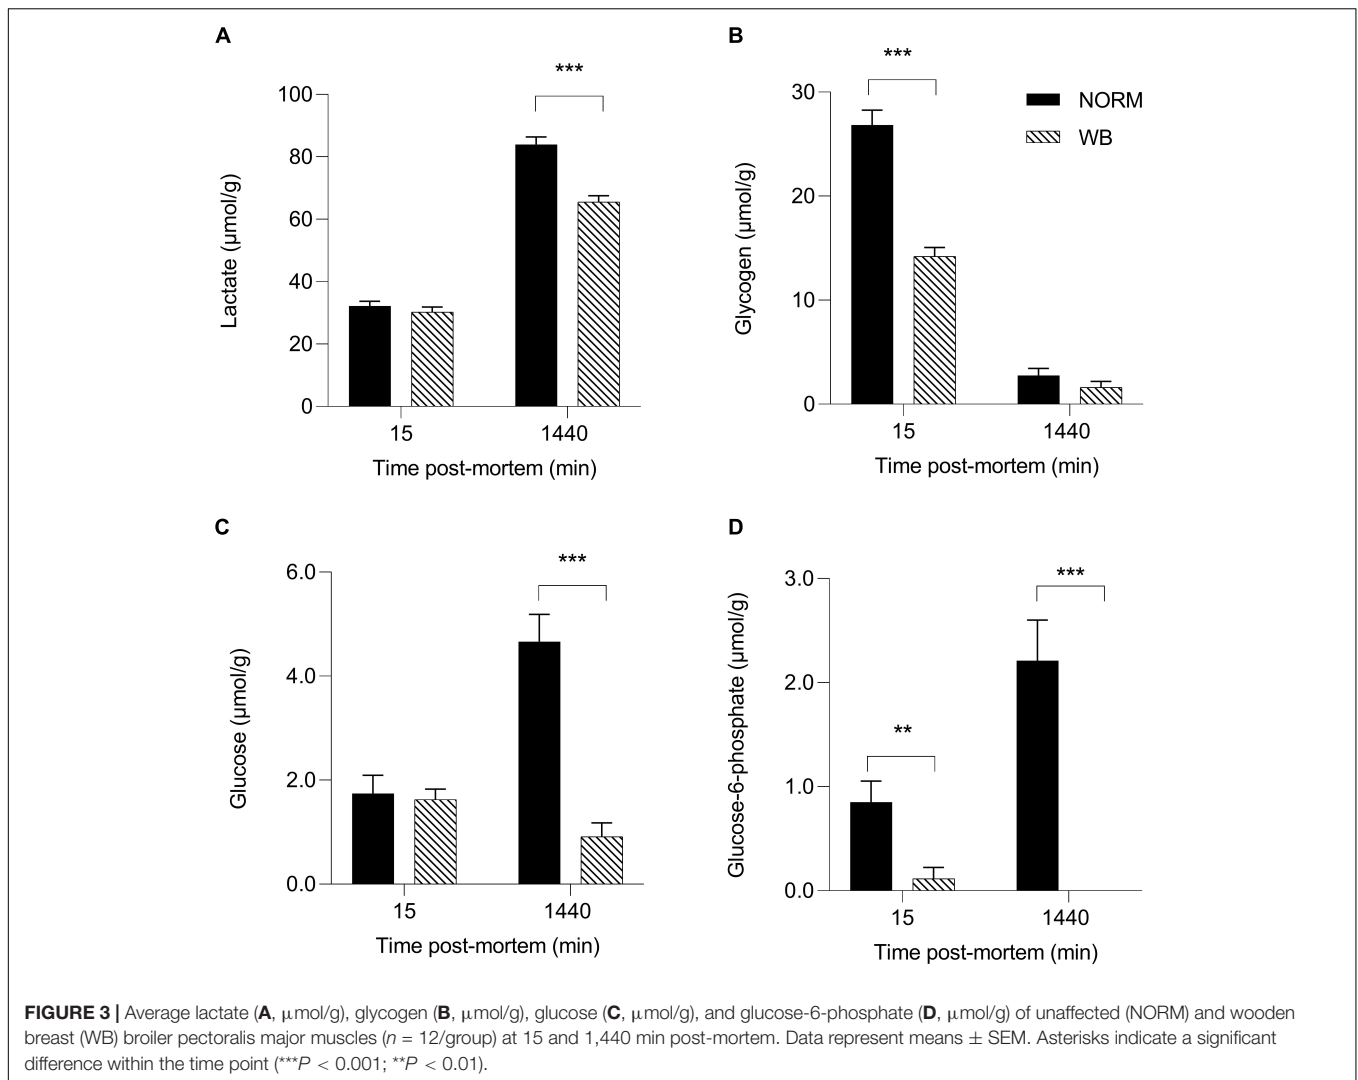 A
***
100
80
60
40
20
0
Lactate (μmol/g)
15
1440
Time post-mortem (min)
B
***
30
20
10
0
Glycogen (μmol/g)
NORM
WB
15
1440
Time post-mortem (min)
C
***
6.0
4.0
2.0
0.0
Glucose (μmol/g)
15
1440
Time post-mortem (min)
D
***
**
3.0
2.0
1.0
0.0
Glucose-6-phosphate (μmol/g)
15
1440
Time post-mortem (min)
FIGURE 3 | Average lactate (A, μmol/g), glycogen (B, μmol/g), glucose (C, μmol/g), and glucose-6-phosphate (D, μmol/g) of unaffected (NORM) and wooden
breast (WB) broiler pectoralis major muscles (n = 12/group) at 15 and 1,440 min post-mortem. Data represent means ± SEM. Asterisks indicate a significant
difference within the time point (***P < 0.001; **P < 0.01).